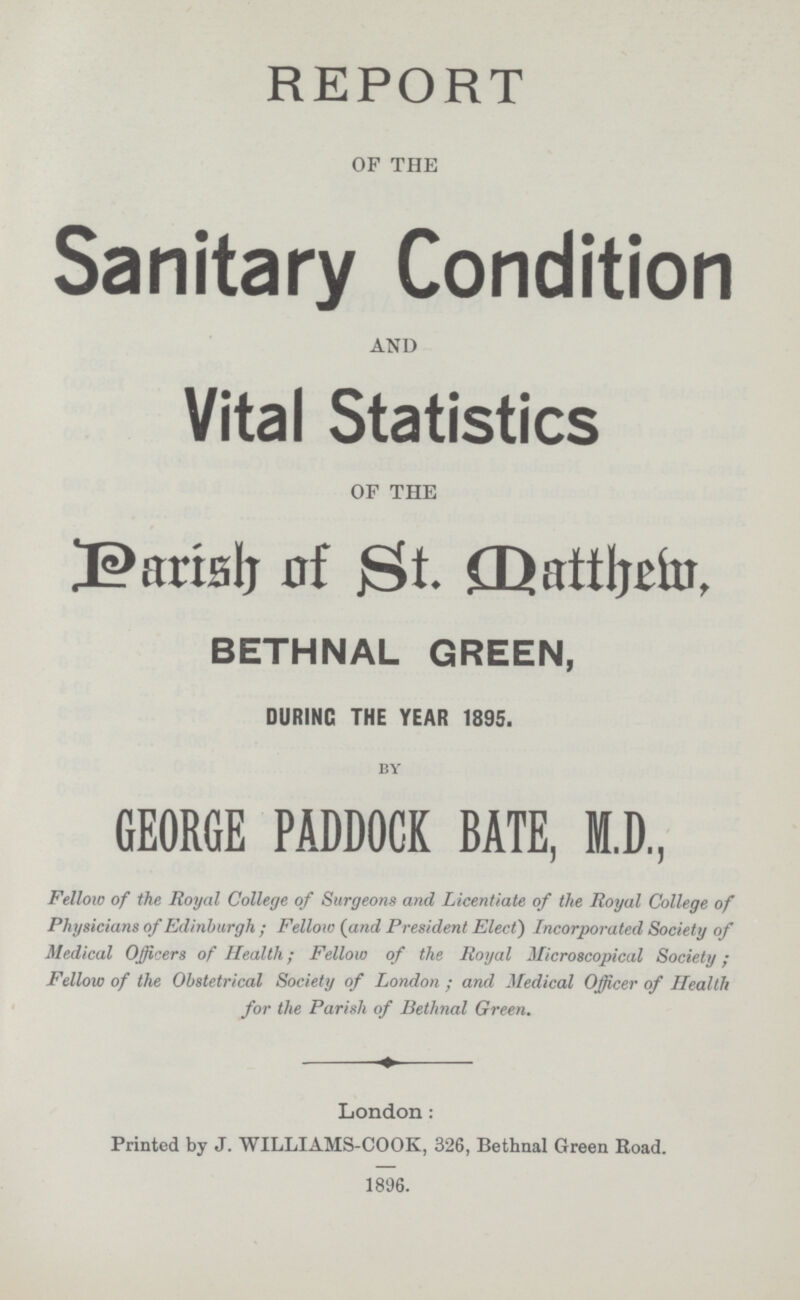 REPORT
OF THE
Sanitary Condition
AND
Vital Statistics
OF THE
Parish of St. Matthew,
BETHNAL GREEN,
DURING THE YEAR 1895.
BY
GEORGE PADDOCK BATE, M.D.,
Fellow of the Royal College of Surgeons and Licentiate of the Royal College of
Physicians of Edinburgh ; Fellow (and President Elect) Incorporated Society of
Medical Officers of Health ; Fellow of the Royal Microscopical Society ;
Fellow of the Obstetrical Society of London ; and Medical Officer of Health
for the Parish of Bethnal Green.
London :
Printed by J. WILLIAMS-COOK, 326, Bethnal Green Road.
1896.